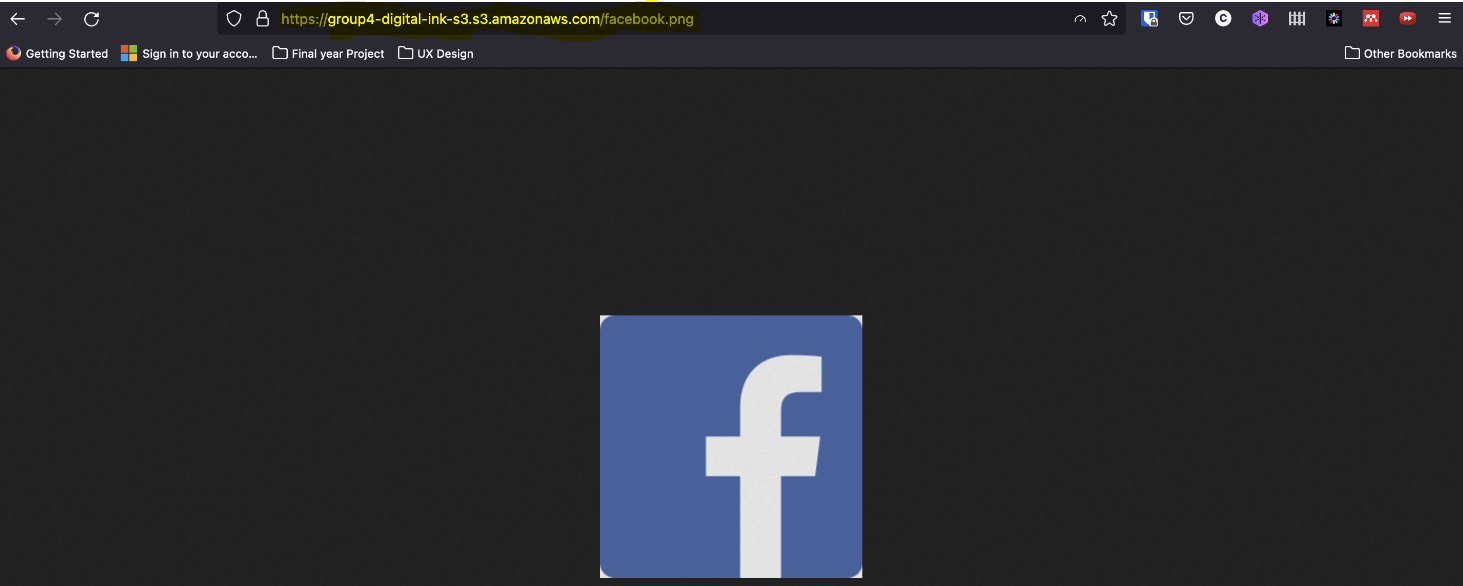 https://group4-digital-ink-s3.s3.amazonaws.com/facebook.png
Getting Started Sign in to your acco... Final year Project UX Design Other Bookmarks
f